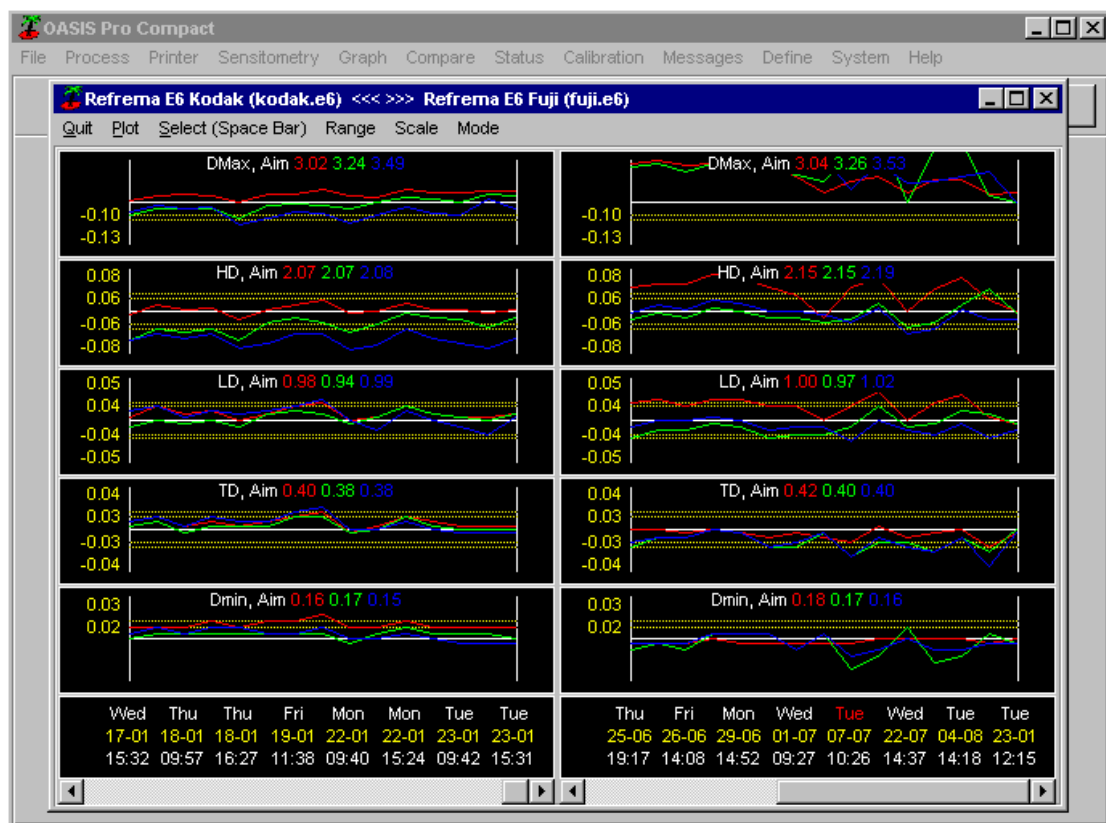 OASIS Pro Compact
File Process Printer Sensitometry Graph Compare Status Calibration Messages Define System Help
Refrema E6 Kodak (kodak.e6) <<< >>> Refrema E6 Fuji (fuji.e6)
Quit Plot Select (Space Bar) Range Scale Mode
DMax, Aim 3.02 3.24 3.49
-0.10
-0.13
HD, Aim 2.07 2.07 2.08
0.08
0.06
-0.06
-0.08
LD, Aim 0.98 0.94 0.99
0.05
0.04
-0.04
-0.05
TD, Aim 0.40 0.38 0.38
0.04
0.03
-0.03
-0.04
Dmin, Aim 0.16 0.17 0.15
0.03
0.02
Wed Thu Thu Fri Mon Mon Tue Tue
17-01 18-01 18-01 19-01 22-01 22-01 23-01 23-01
15:32 09:57 16:27 11:38 09:40 15:24 09:42 15:31
DMax, Aim 3.04 3.26 3.53
-0.10
-0.13
HD, Aim 2.15 2.15 2.19
0.08
0.06
-0.06
-0.08
LD, Aim 1.00 0.97 1.02
0.05
0.04
-0.04
-0.05
TD, Aim 0.42 0.40 0.40
0.04
0.03
-0.03
-0.04
Dmin, Aim 0.18 0.17 0.16
0.03
0.02
Thu Fri Mon Wed Tue Wed Tue Tue
25-06 26-06 29-06 01-07 07-07 22-07 04-08 23-01
19:17 14:08 14:52 09:27 10:26 14:37 14:18 12:15